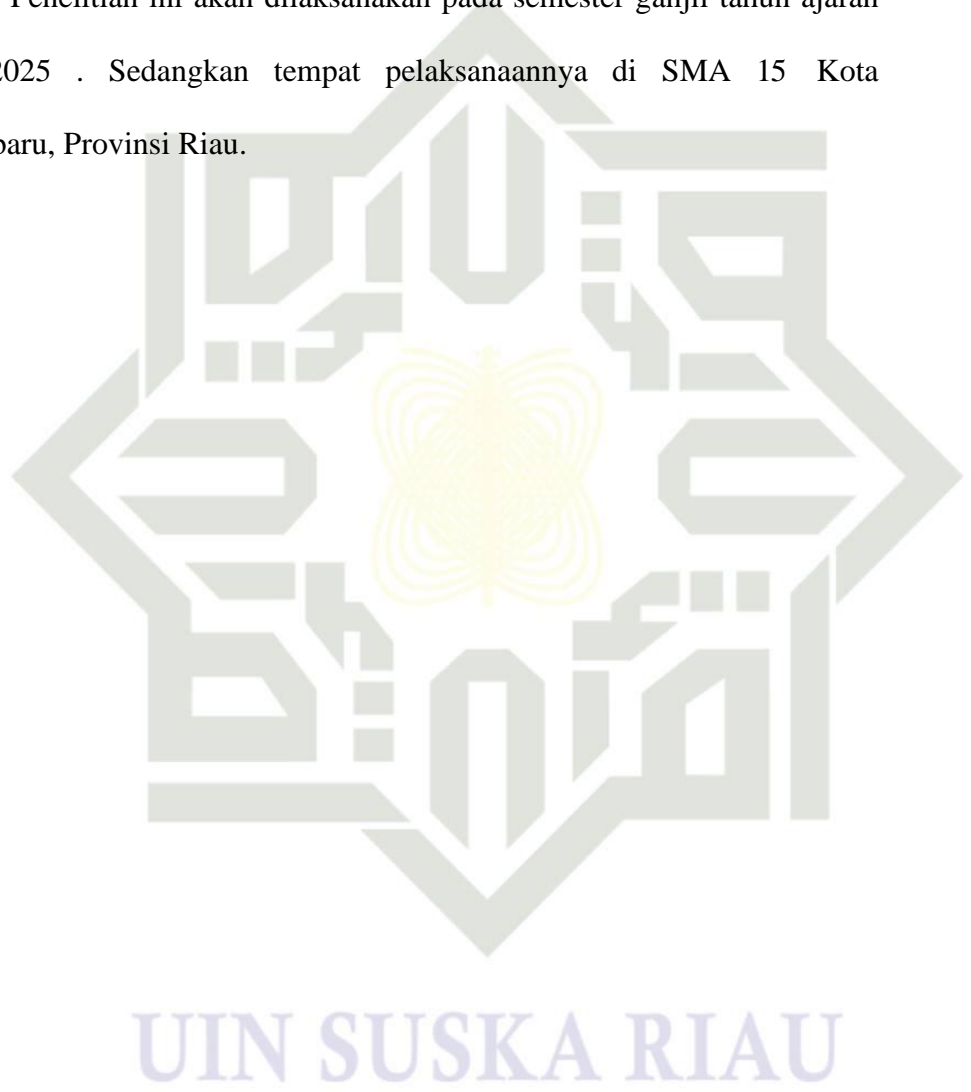 Penelitian ini akan dilaksanakan pada semester ganjil tahun ajaran
2025 . Sedangkan tempat pelaksanaannya di SMA 15 Kota
baru, Provinsi Riau.
UIN SUSKA RIAU